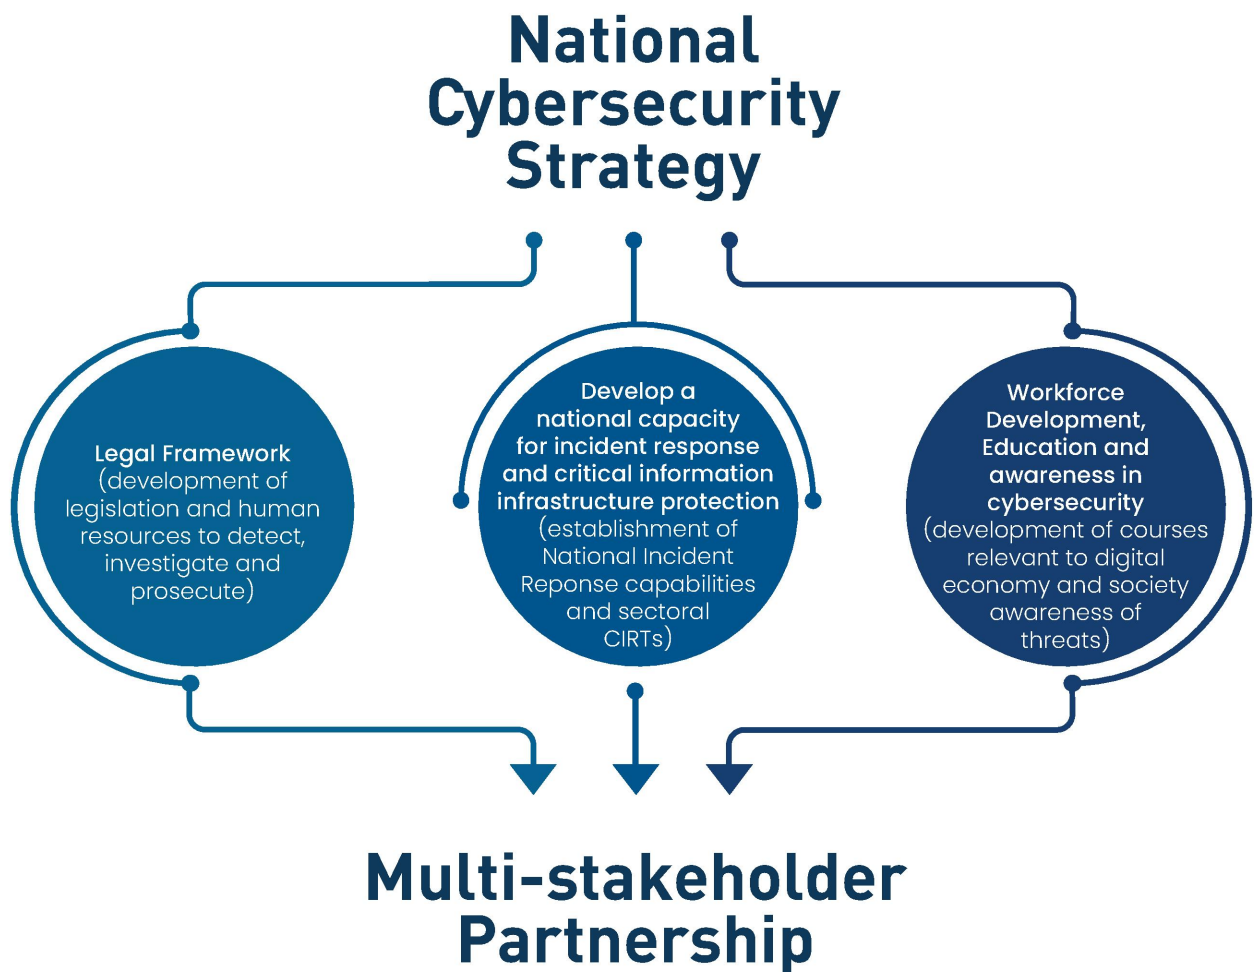 National
Cybersecurity
Strategy
Legal Framework
(development of
legislation and human
resources to detect,
investigate and
prosecute)
Develop a
national capacity
for incident response
and critical information
infrastructure protection
(establishment of
National Incident
Reponse capabilities
and sectoral
CIRTs)
Workforce
Development,
Education and
awareness in
cybersecurity
(development of courses
relevant to digital
economy and society
awareness of
threats)
Multi-stakeholder
Partnership